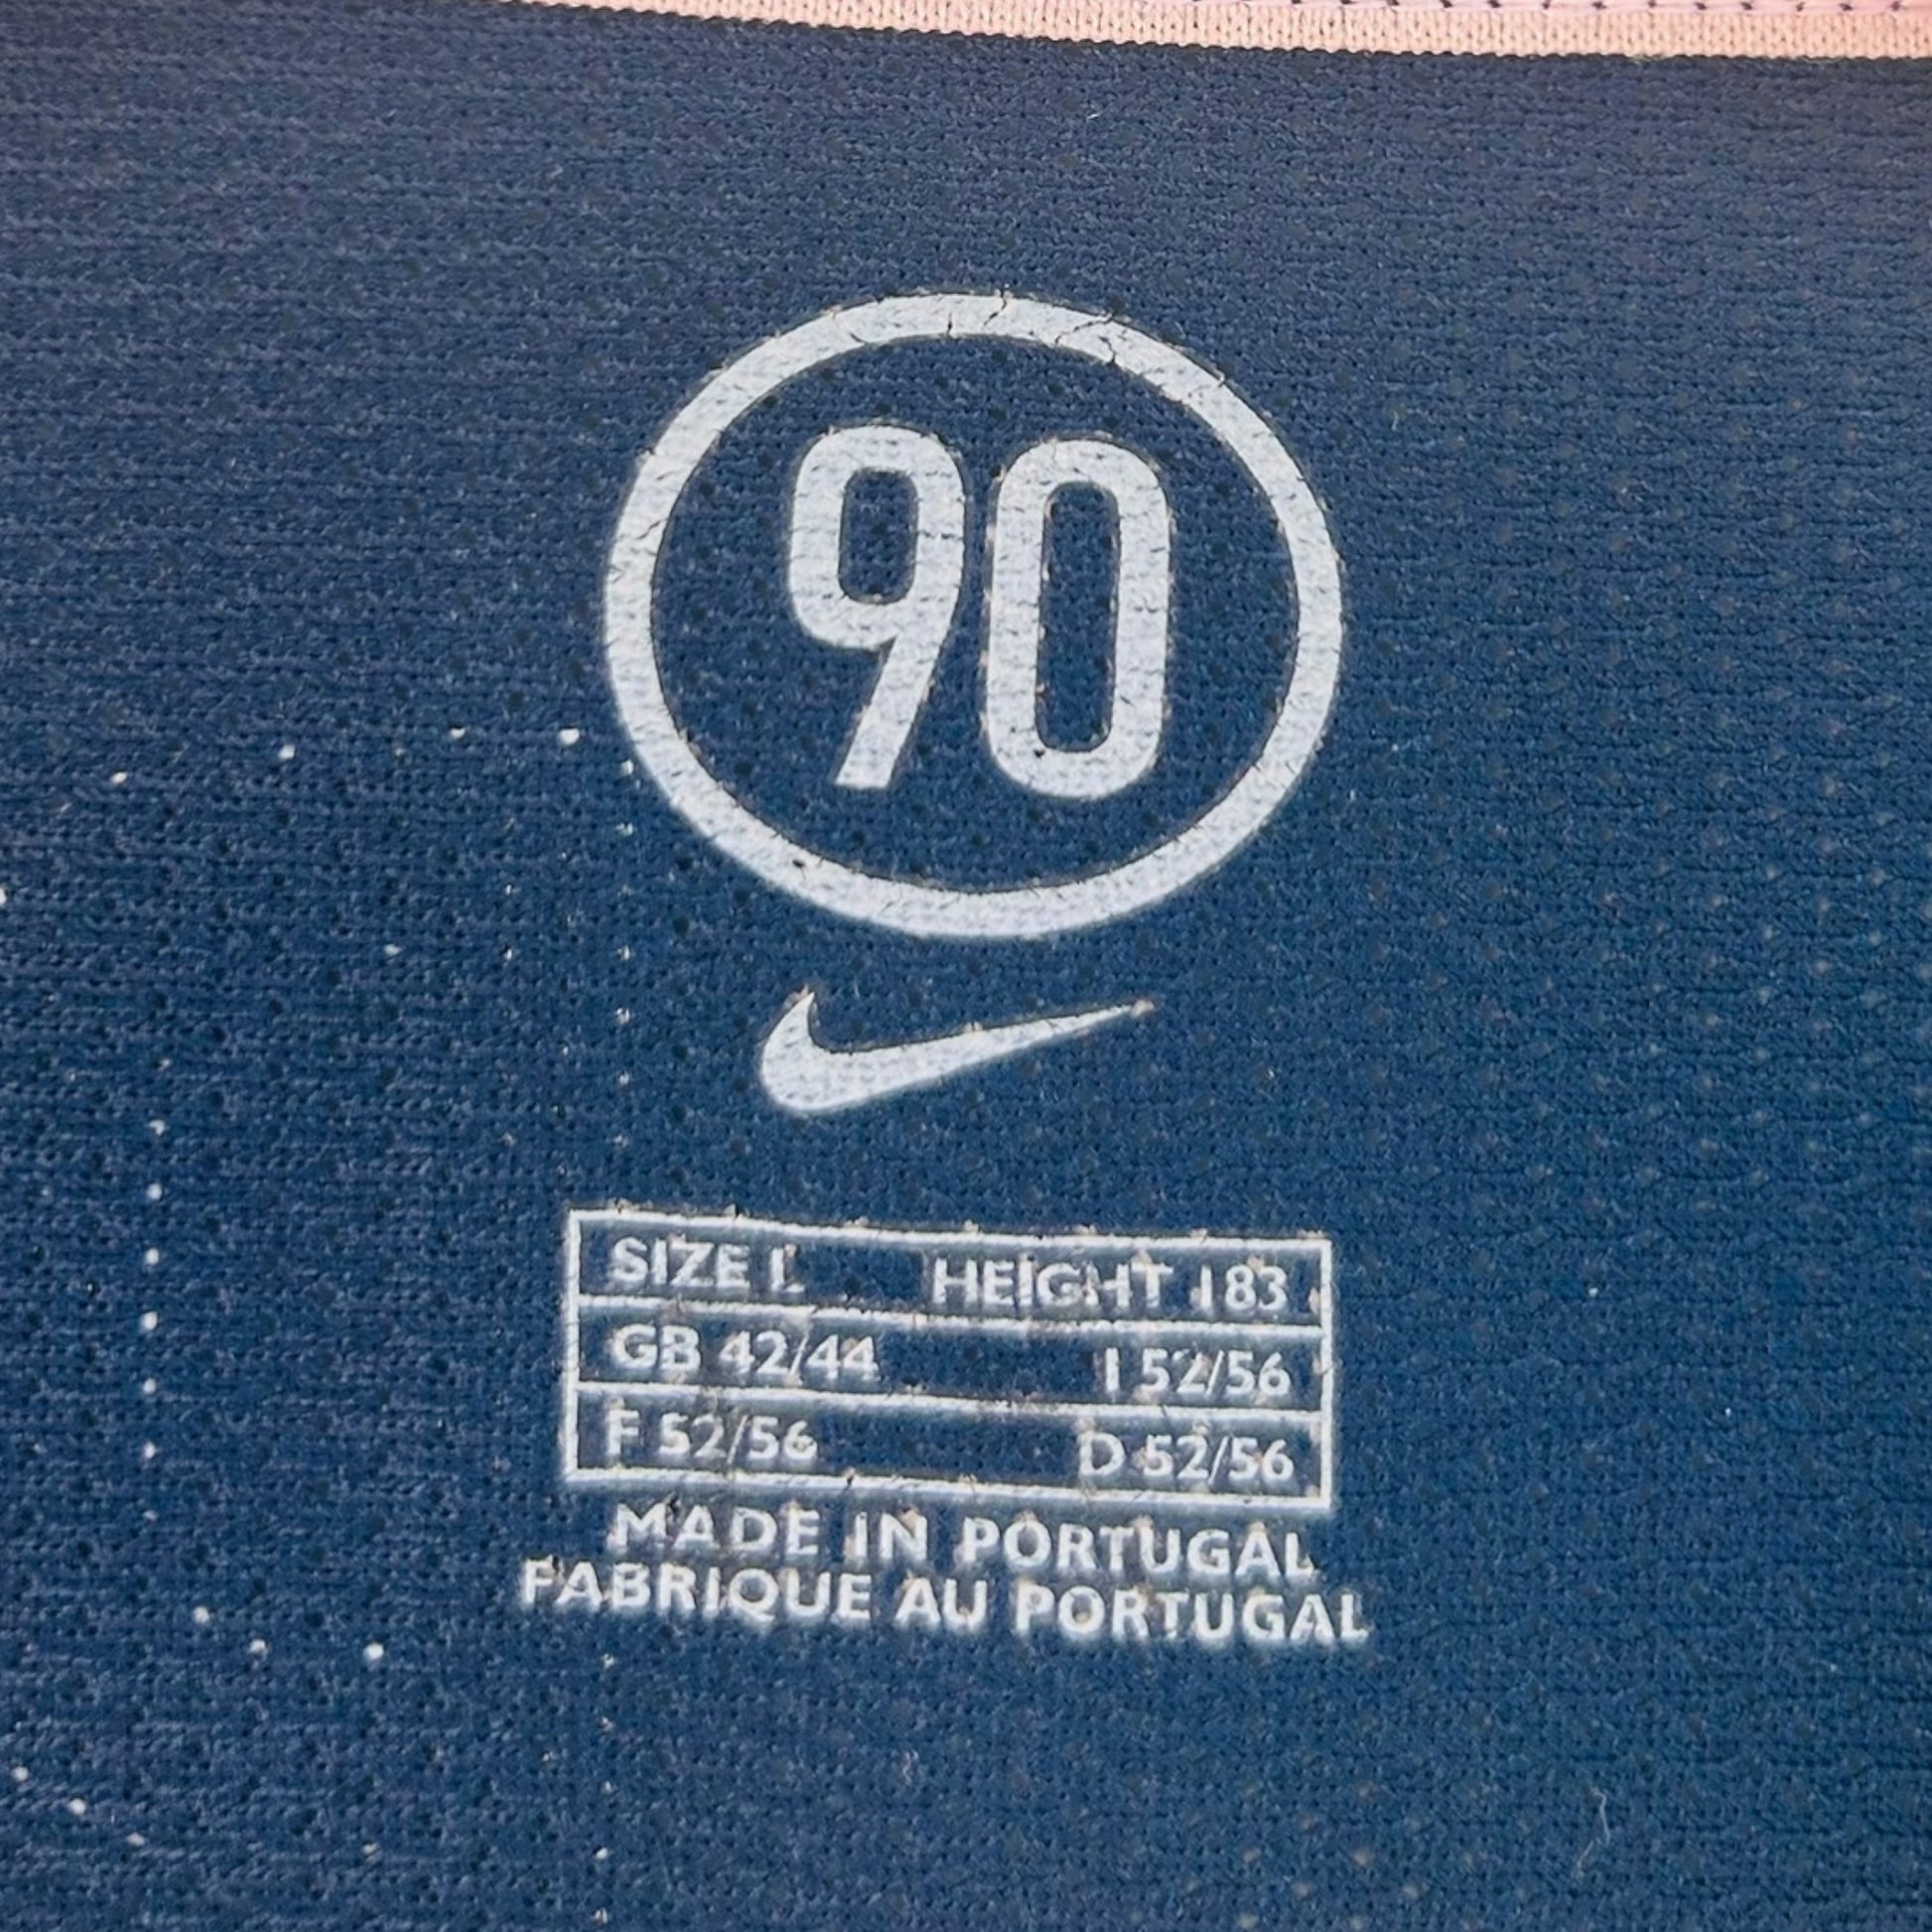 90
SIZE L HEIGHT 183
GB 42/44 I 52/56
F 52/56 D 52/56
MADE IN PORTUGAL
FABRIQUE AU PORTUGAL